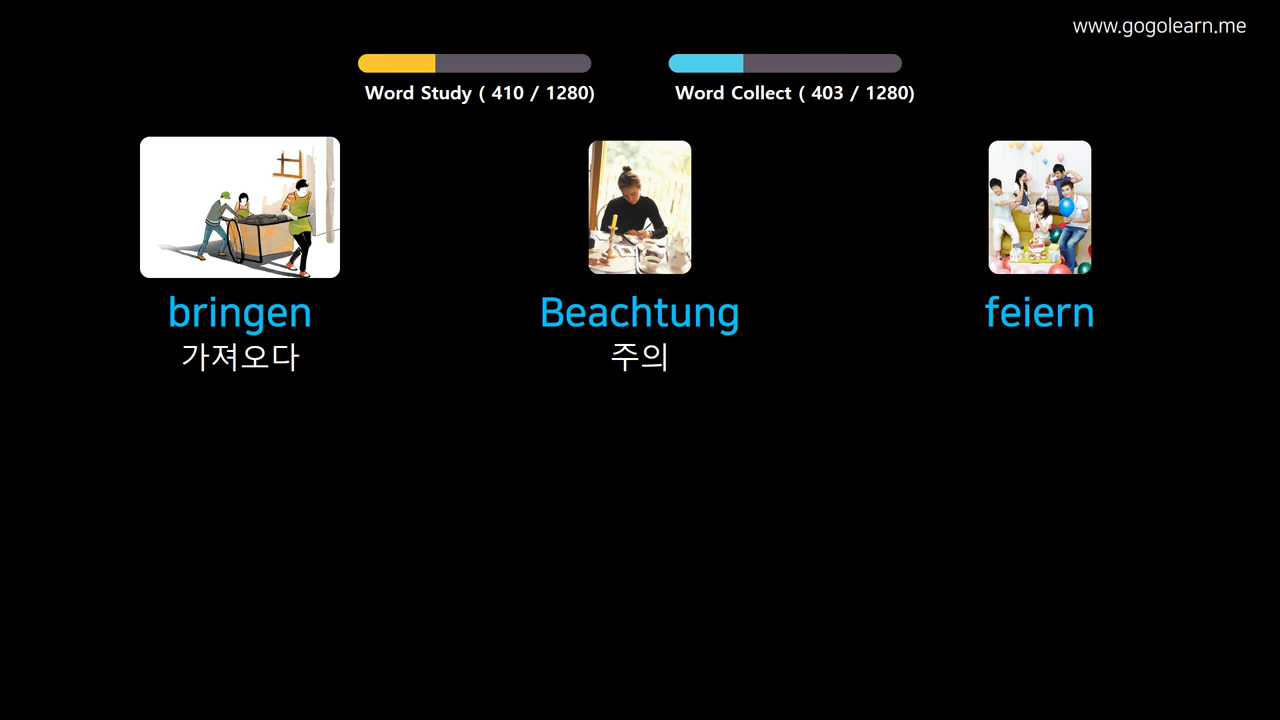 www.gogolearn.me
Word Study ( 410 / 1280)
Word Collect ( 403 / 1280)
bringen
가져오다
Beachtung
주의
feiern